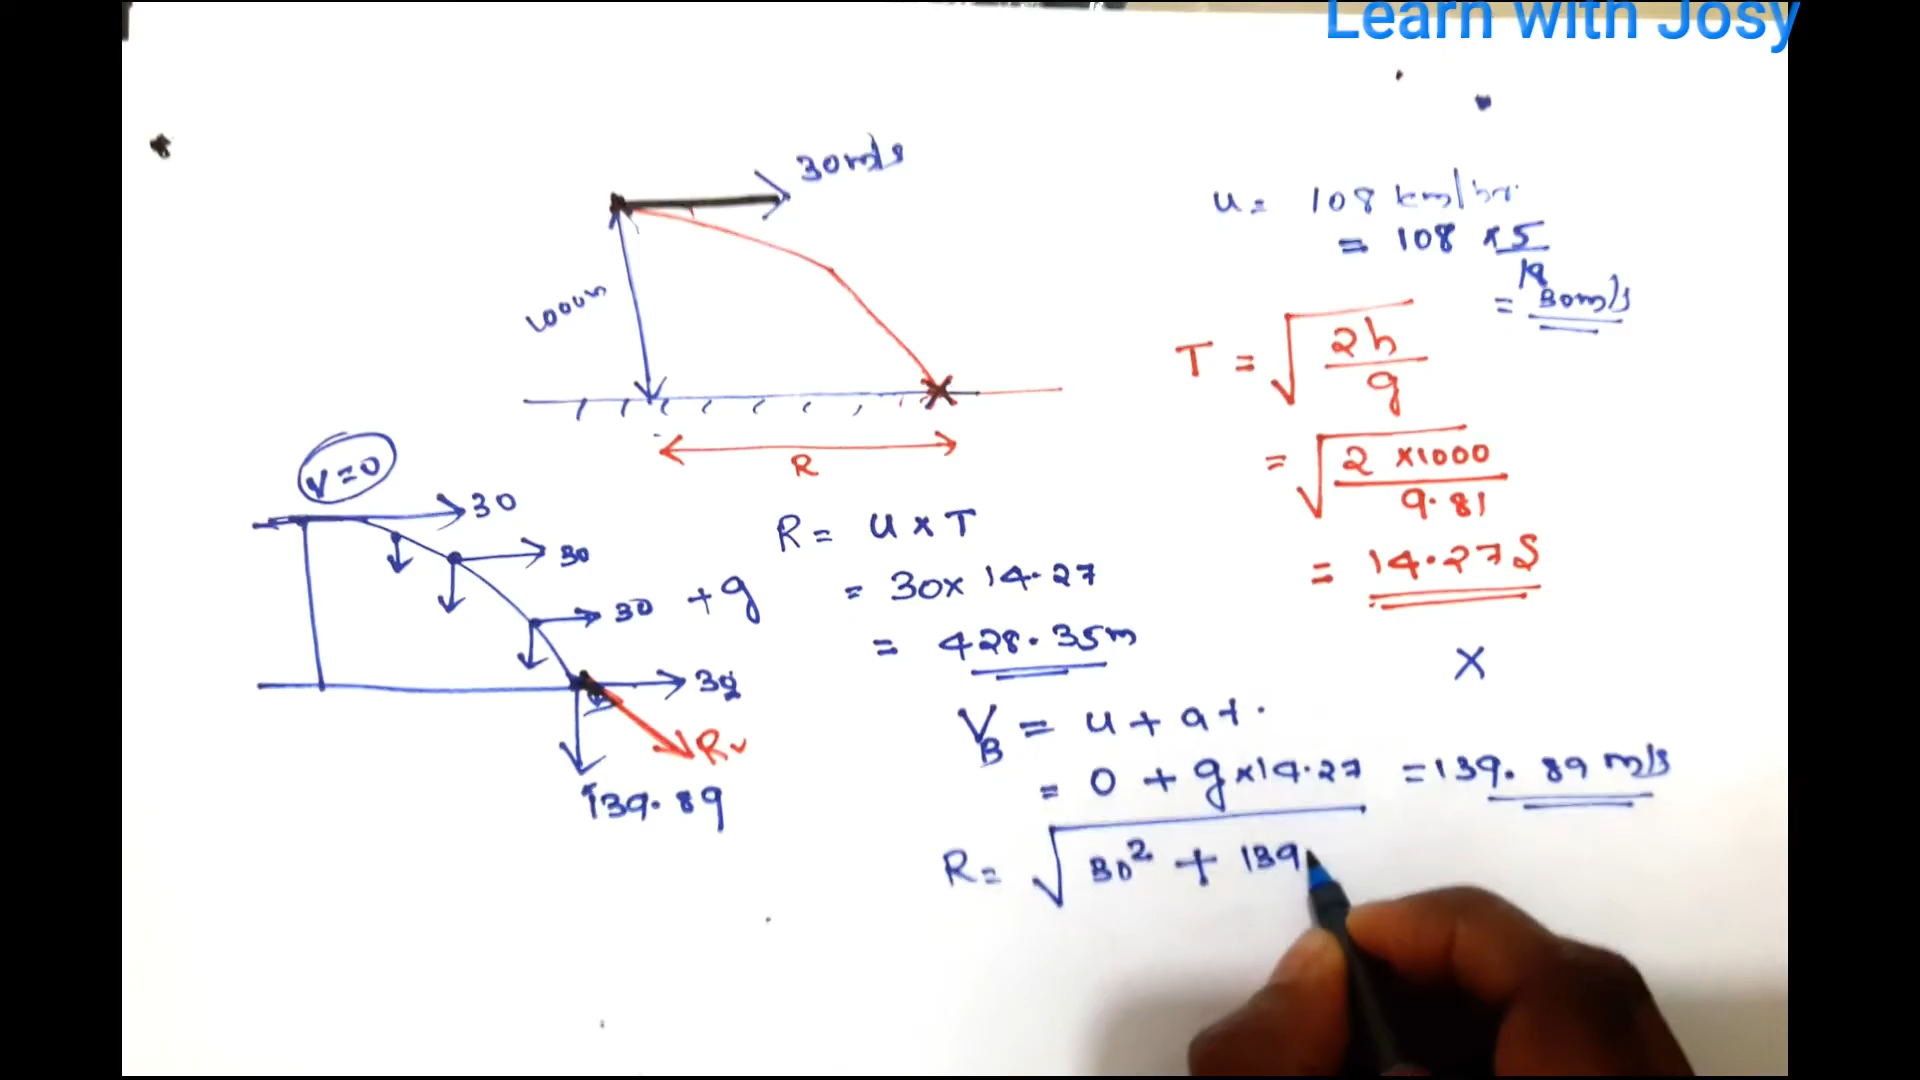 Learn with Josy
30m/s
1000m
R
u = 108 km/hr.
= 108 × 5/18
= 30m/s
T = √(2h/g)
= √(2 ×1000/9.81)
= 14.27S
V=0
30
30
30
+g
30
Rv
139.89
R = u × T
= 30× 14.27
= 428.35m
X
V_B = u + at.
= 0 + g×14.27 = 139.89 m/s
R = √30² + 139